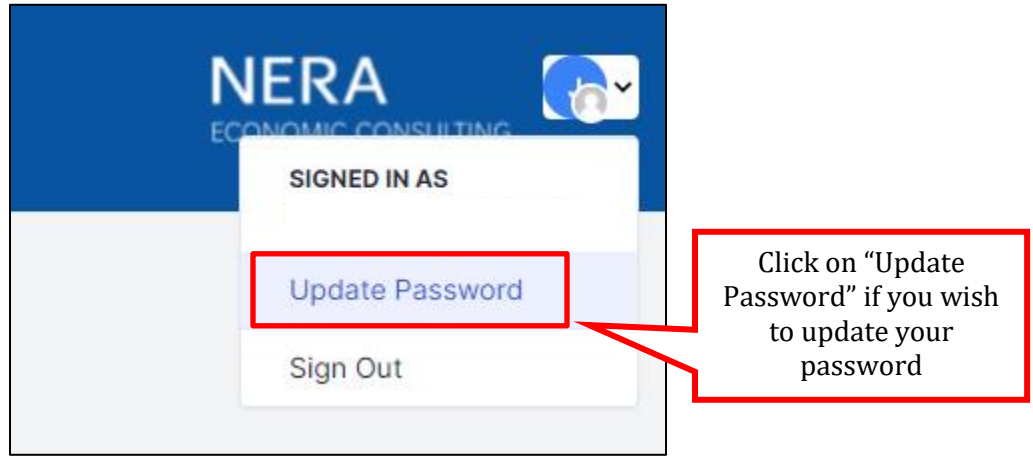 NERA
ECONOMIC CONSULTING
SIGNED IN AS
Update Password
Sign Out
Click on “Update
Password” if you wish
to update your
password